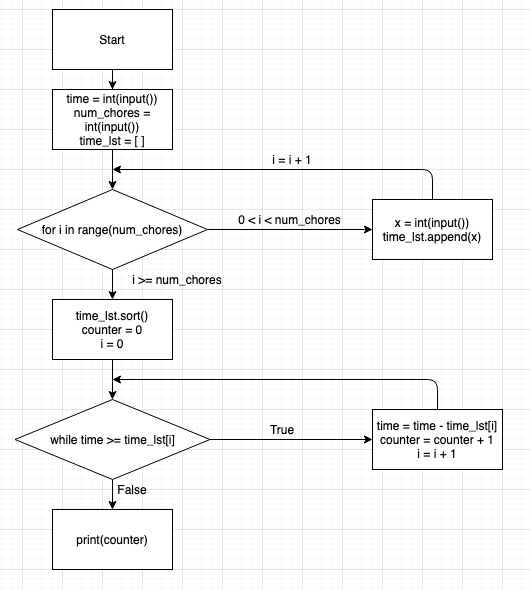 Start
time = int(input())
num_chores =
int(input())
time_lst = [ ]
i = i + 1
for i in range(num_chores)
0 < i < num_chores
x = int(input())
time_lst.append(x)
i >= num_chores
time_lst.sort()
counter = 0
i = 0
while time >= time_lst[i]
True
time = time - time_lst[i]
counter = counter + 1
i = i + 1
False
print(counter)